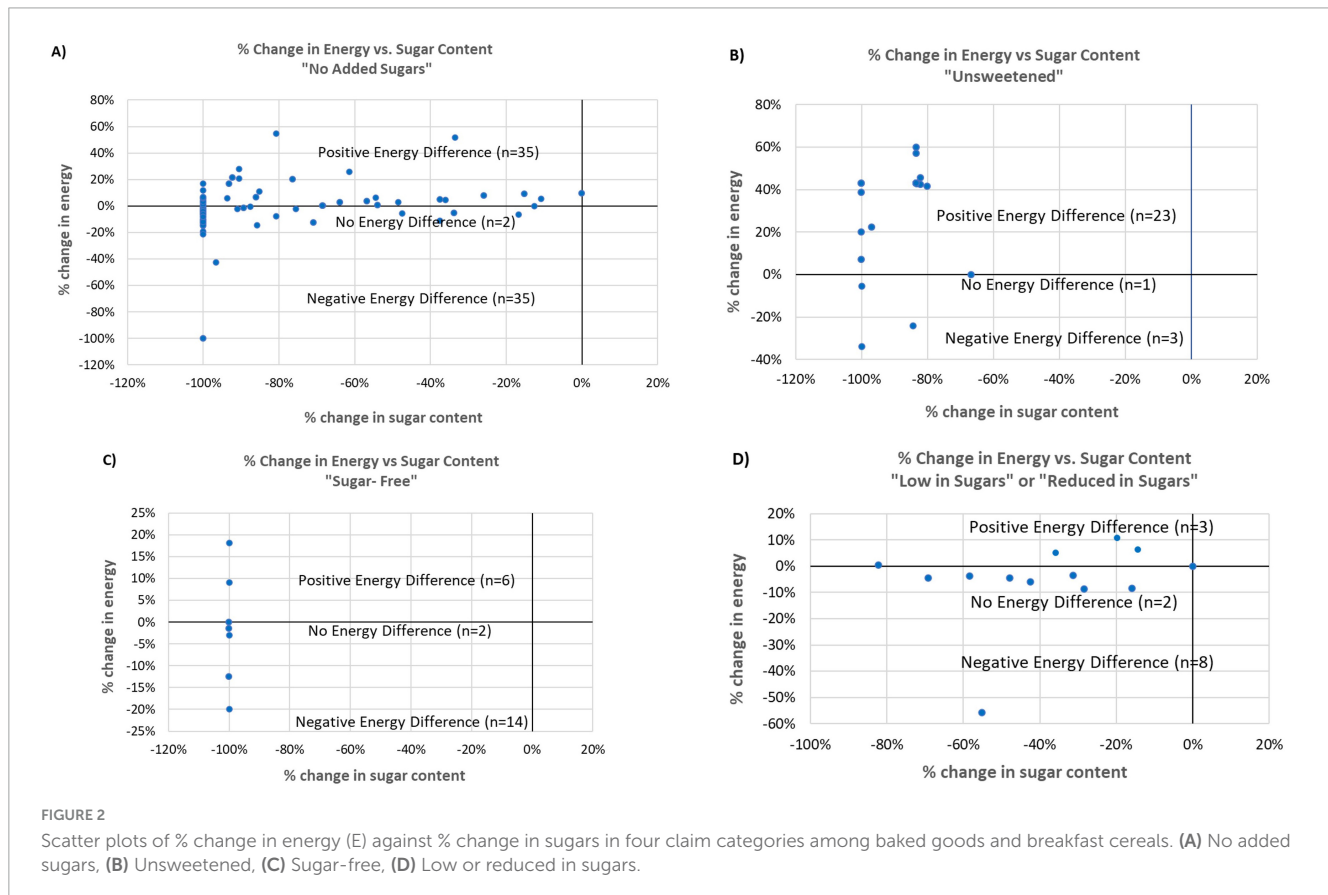 A)
% Change in Energy vs. Sugar Content
"No Added Sugars"
80%
60%
40%
20%
0%
-20%
-40%
-60%
-80%
-100%
-120%
% change in energy
Positive Energy Difference (n=35)
No Energy Difference (n=2)
Negative Energy Difference (n=35)
-120% -100% -80% -60% -40% -20% 0% 20%
% change in sugar content
B)
% Change in Energy vs Sugar Content
"Unsweetened"
80%
60%
40%
20%
0%
-20%
-40%
% change in energy
Positive Energy Difference (n=23)
No Energy Difference (n=1)
Negative Energy Difference (n=3)
-120% -100% -80% -60% -40% -20% 0% 20%
% change in sugar content
C)
% Change in Energy vs Sugar Content
"Sugar- Free"
25%
20%
15%
10%
5%
0%
-5%
-10%
-15%
-20%
-25%
% change in energy
Positive Energy Difference (n=6)
No Energy Difference (n=2)
Negative Energy Difference (n=14)
-120% -100% -80% -60% -40% -20% 0% 20%
% change in sugar content
D)
% Change in Energy vs. Sugar Content
"Low in Sugars" or "Reduced in Sugars"
20%
10%
0%
-10%
-20%
-30%
-40%
-50%
-60%
% change in energy
Positive Energy Difference (n=3)
No Energy Difference (n=2)
Negative Energy Difference (n=8)
-100% -80% -60% -40% -20% 0% 20%
% change in sugar content
FIGURE 2
Scatter plots of % change in energy (E) against % change in sugars in four claim categories among baked goods and breakfast cereals. (A) No added
sugars, (B) Unsweetened, (C) Sugar-free, (D) Low or reduced in sugars.